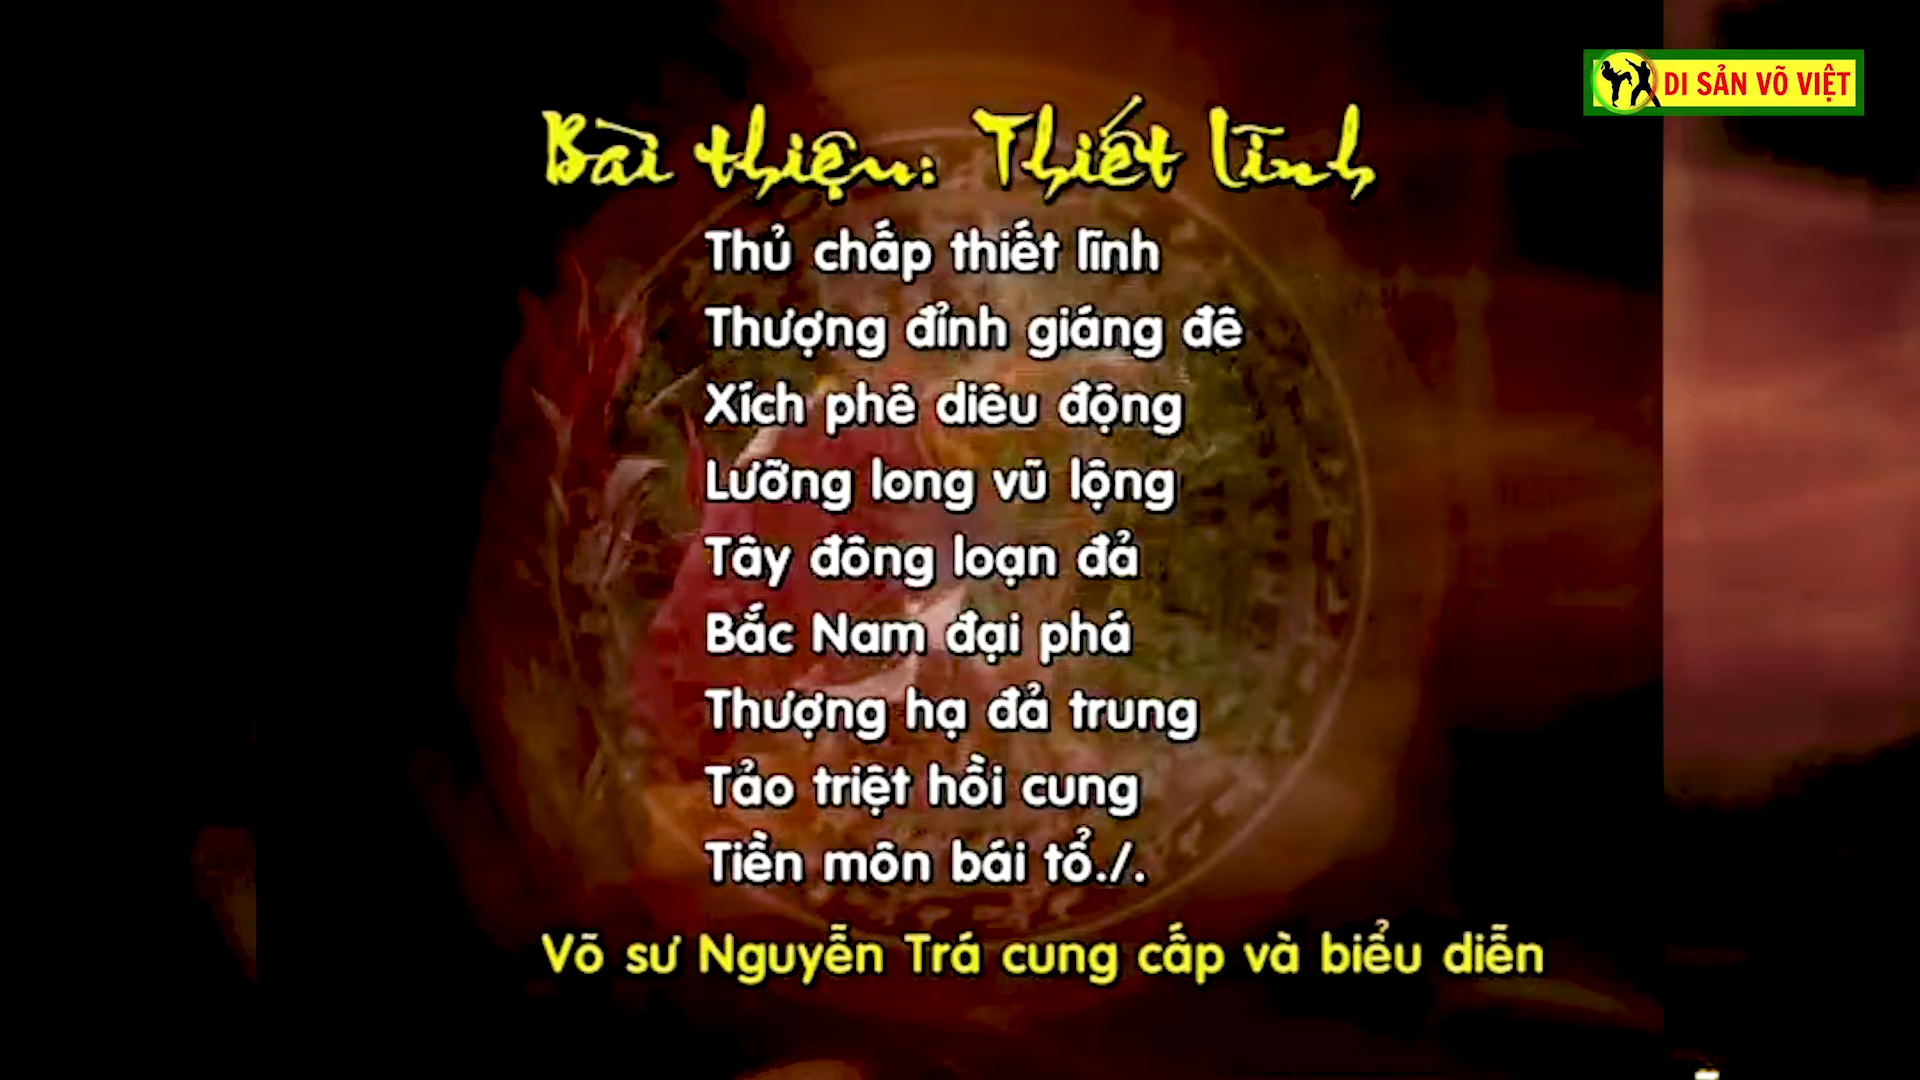 DI SẢN VÕ VIỆT
Bài thiệu: Thiết lĩnh
Thủ chấp thiết lĩnh
Thượng đỉnh giáng đê
Xích phê diêu động
Lưỡng long vũ lộng
Tây đông loạn đả
Bắc Nam đại phá
Thượng hạ đả trung
Tảo triệt hồi cung
Tiền môn bái tổ./.
Võ sư Nguyễn Trá cung cấp và biểu diễn